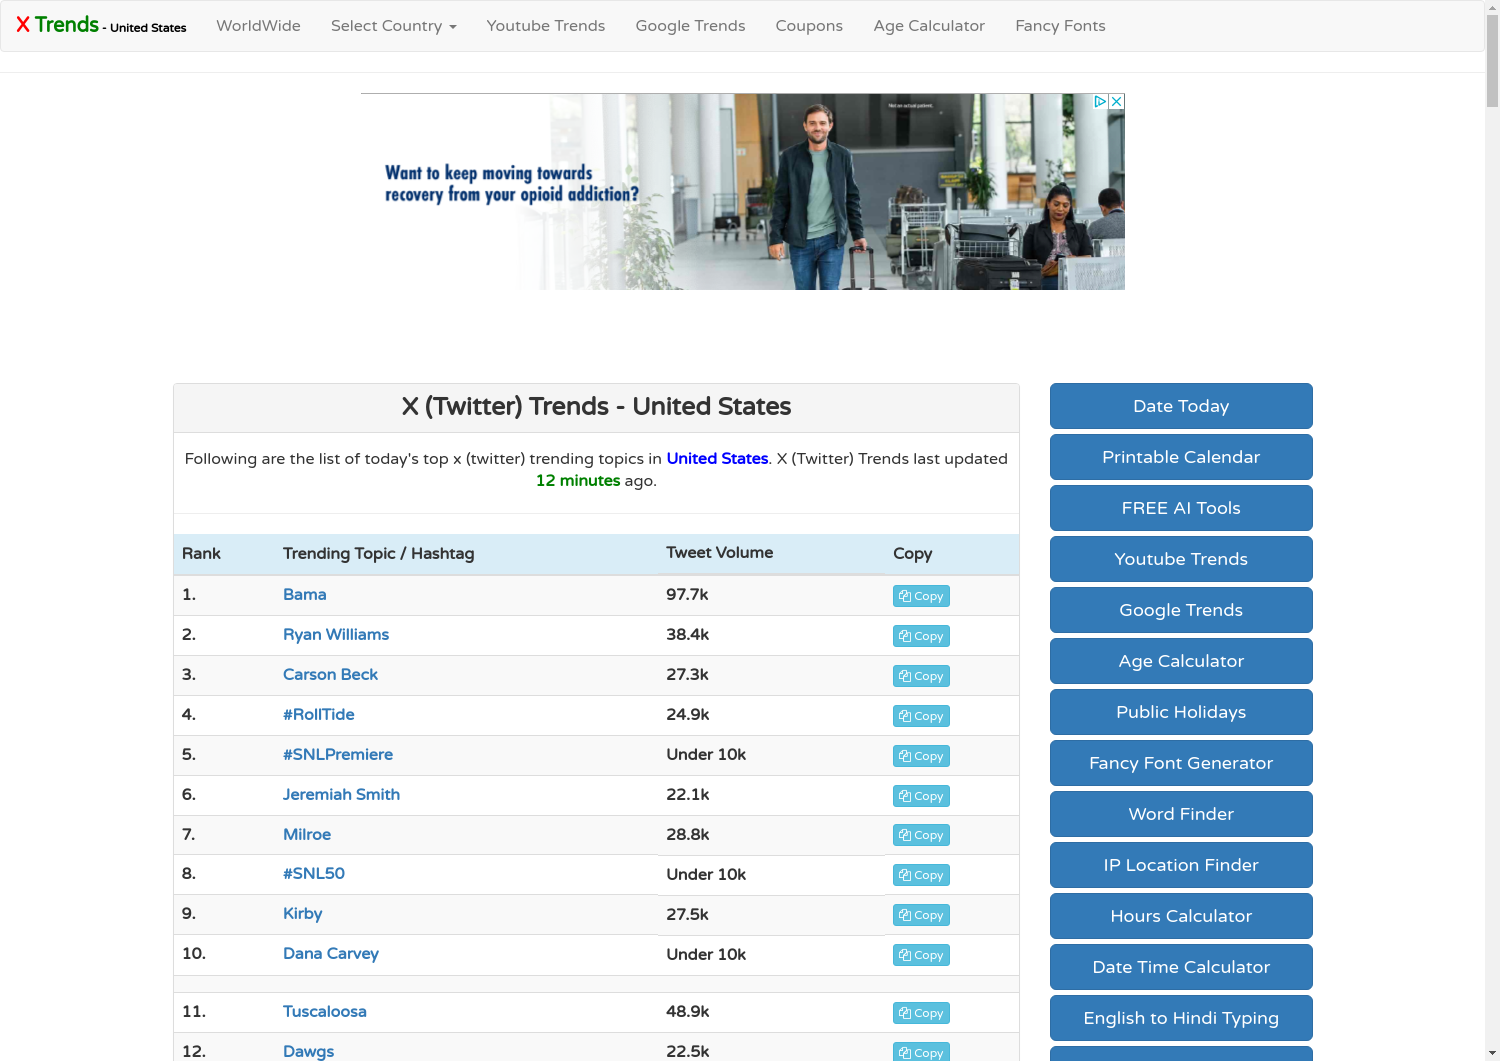 X Trends - United States WorldWide Select Country Youtube Trends Google Trends Coupons Age Calculator Fancy Fonts
Not an actual patient.
Want to keep moving towards
recovery from your opioid addiction?
X (Twitter) Trends - United States
Following are the list of today's top x (twitter) trending topics in United States. X (Twitter) Trends last updated
12 minutes ago.
Rank Trending Topic / Hashtag Tweet Volume Copy
1. Bama 97.7k Copy
2. Ryan Williams 38.4k Copy
3. Carson Beck 27.3k Copy
4. #RollTide 24.9k Copy
5. #SNLPremiere Under 10k Copy
6. Jeremiah Smith 22.1k Copy
7. Milroe 28.8k Copy
8. #SNL50 Under 10k Copy
9. Kirby 27.5k Copy
10. Dana Carvey Under 10k Copy
11. Tuscaloosa 48.9k Copy
12. Dawgs 22.5k Copy
Date Today
Printable Calendar
FREE AI Tools
Youtube Trends
Google Trends
Age Calculator
Public Holidays
Fancy Font Generator
Word Finder
IP Location Finder
Hours Calculator
Date Time Calculator
English to Hindi Typing